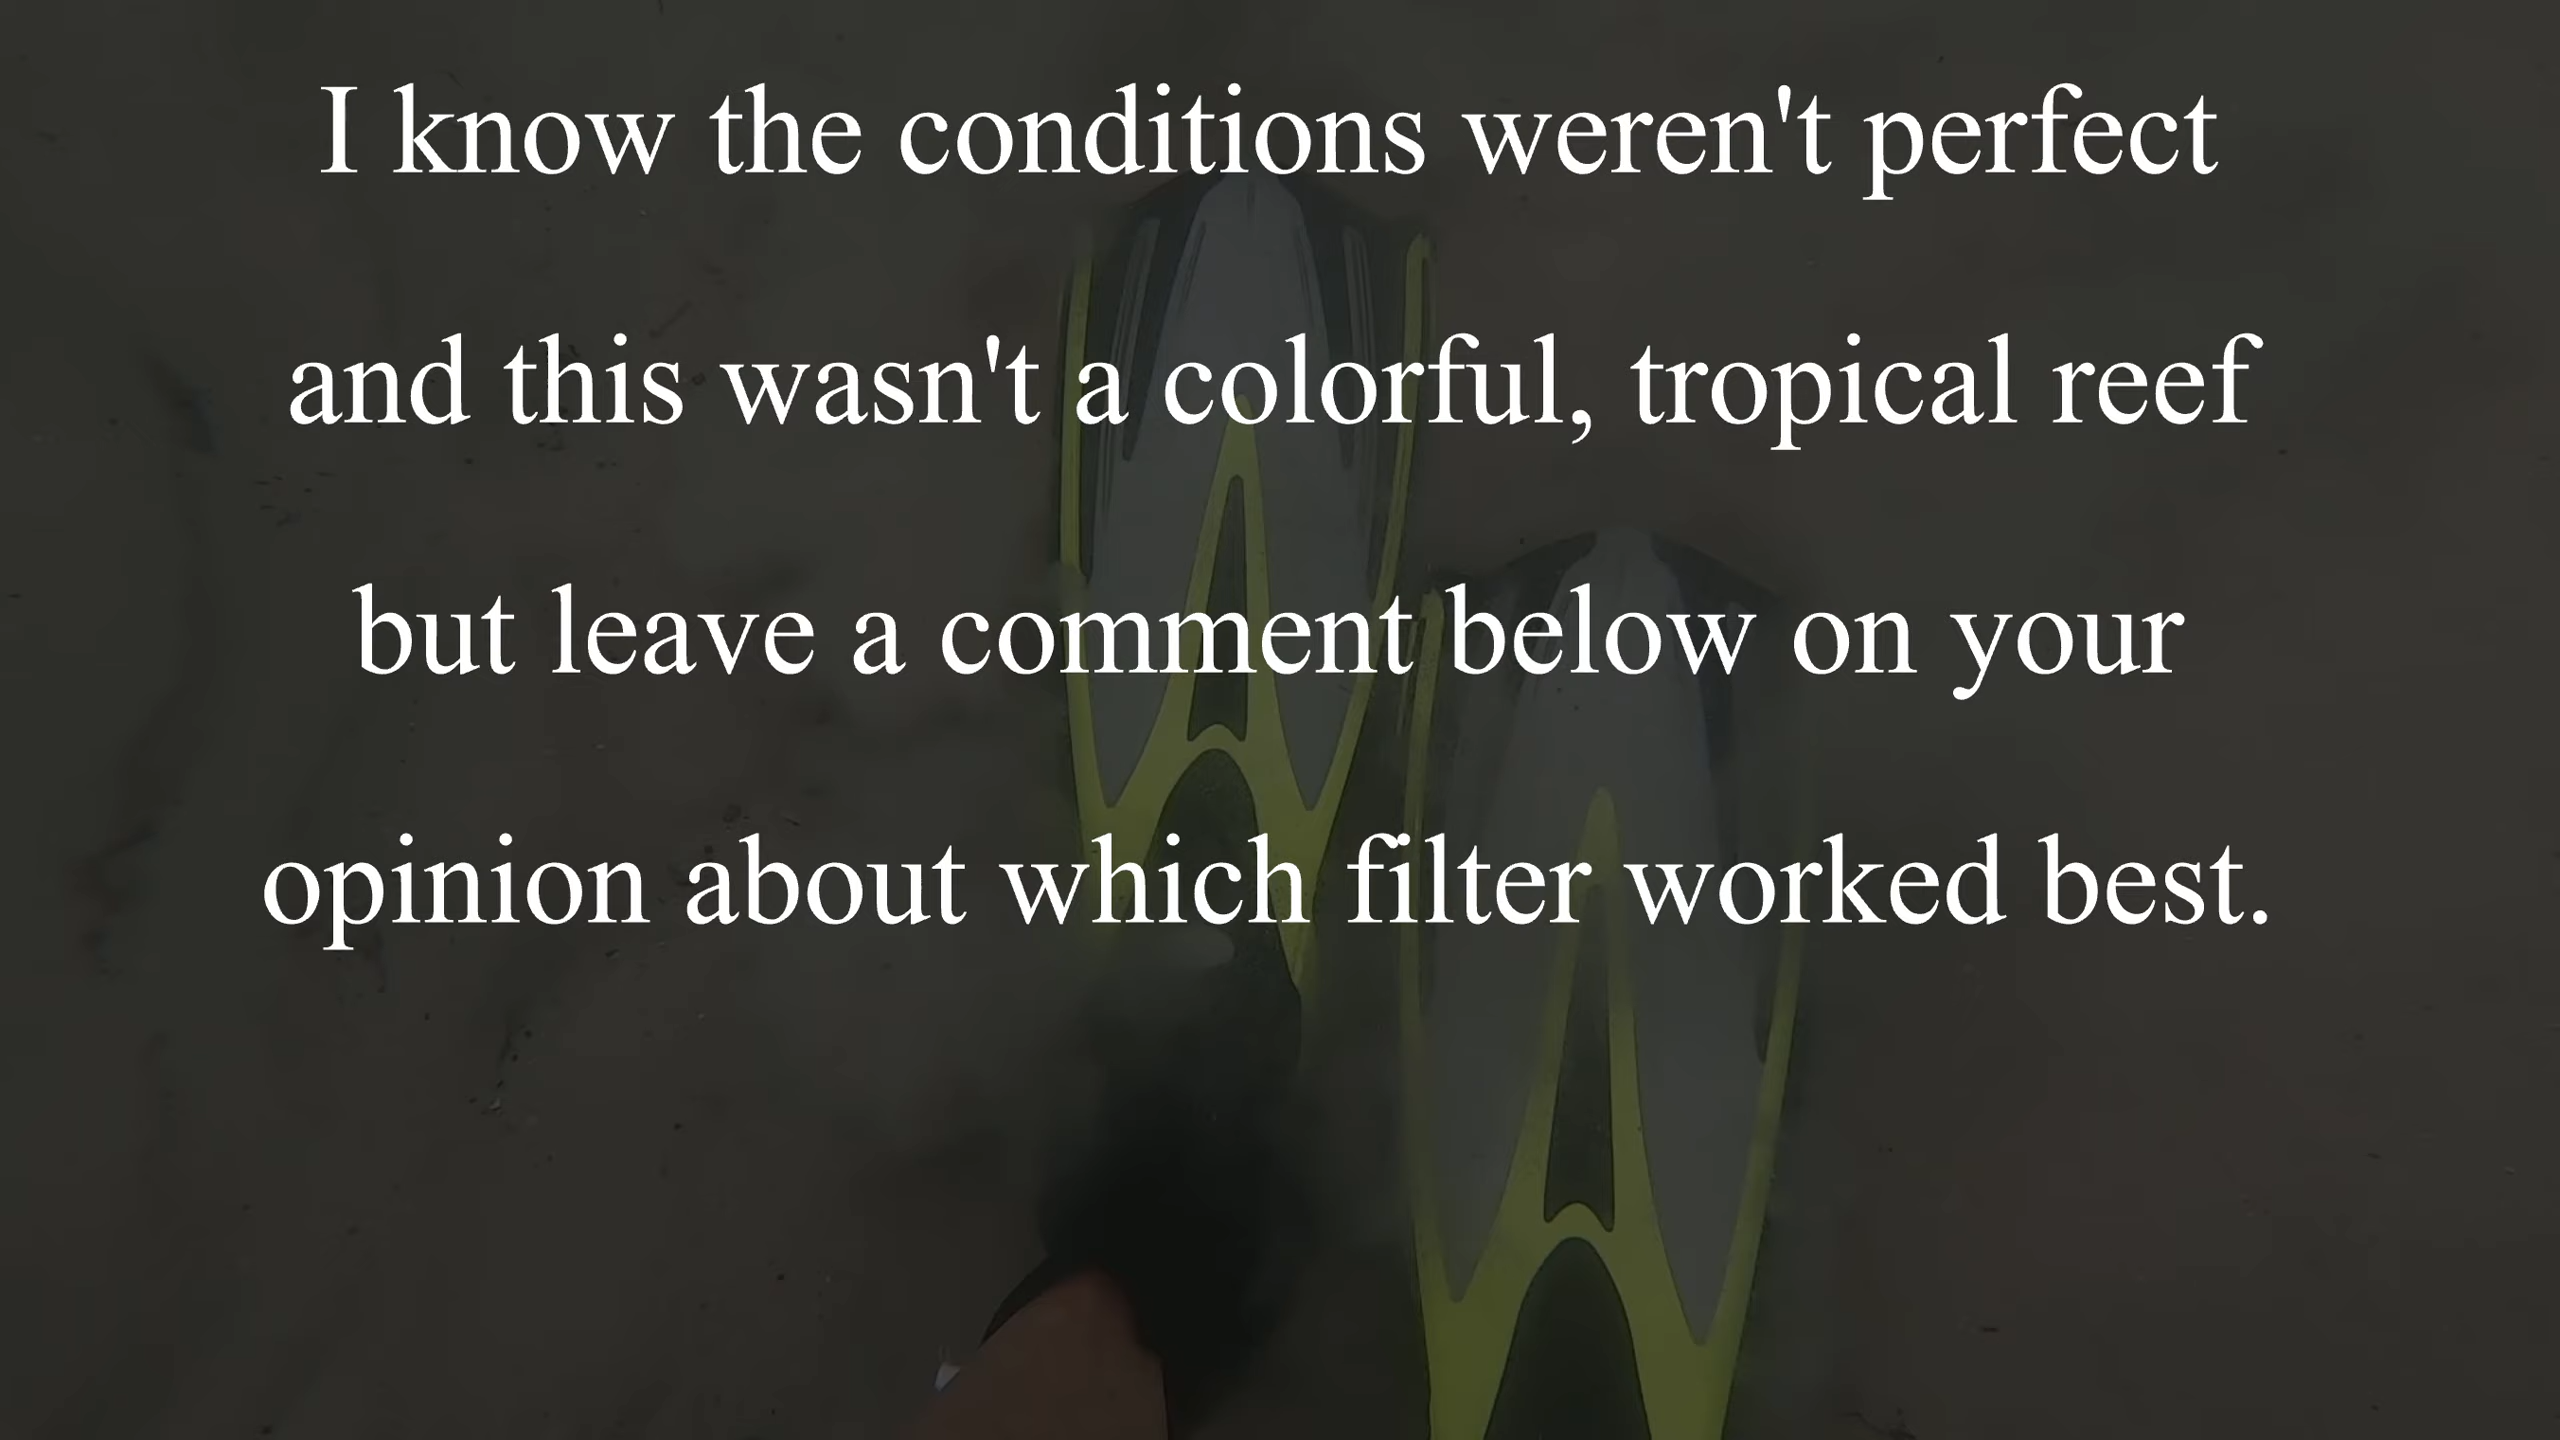 I know the conditions weren't perfect
and this wasn't a colorful, tropical reef
but leave a comment below on your
opinion about which filter worked best.